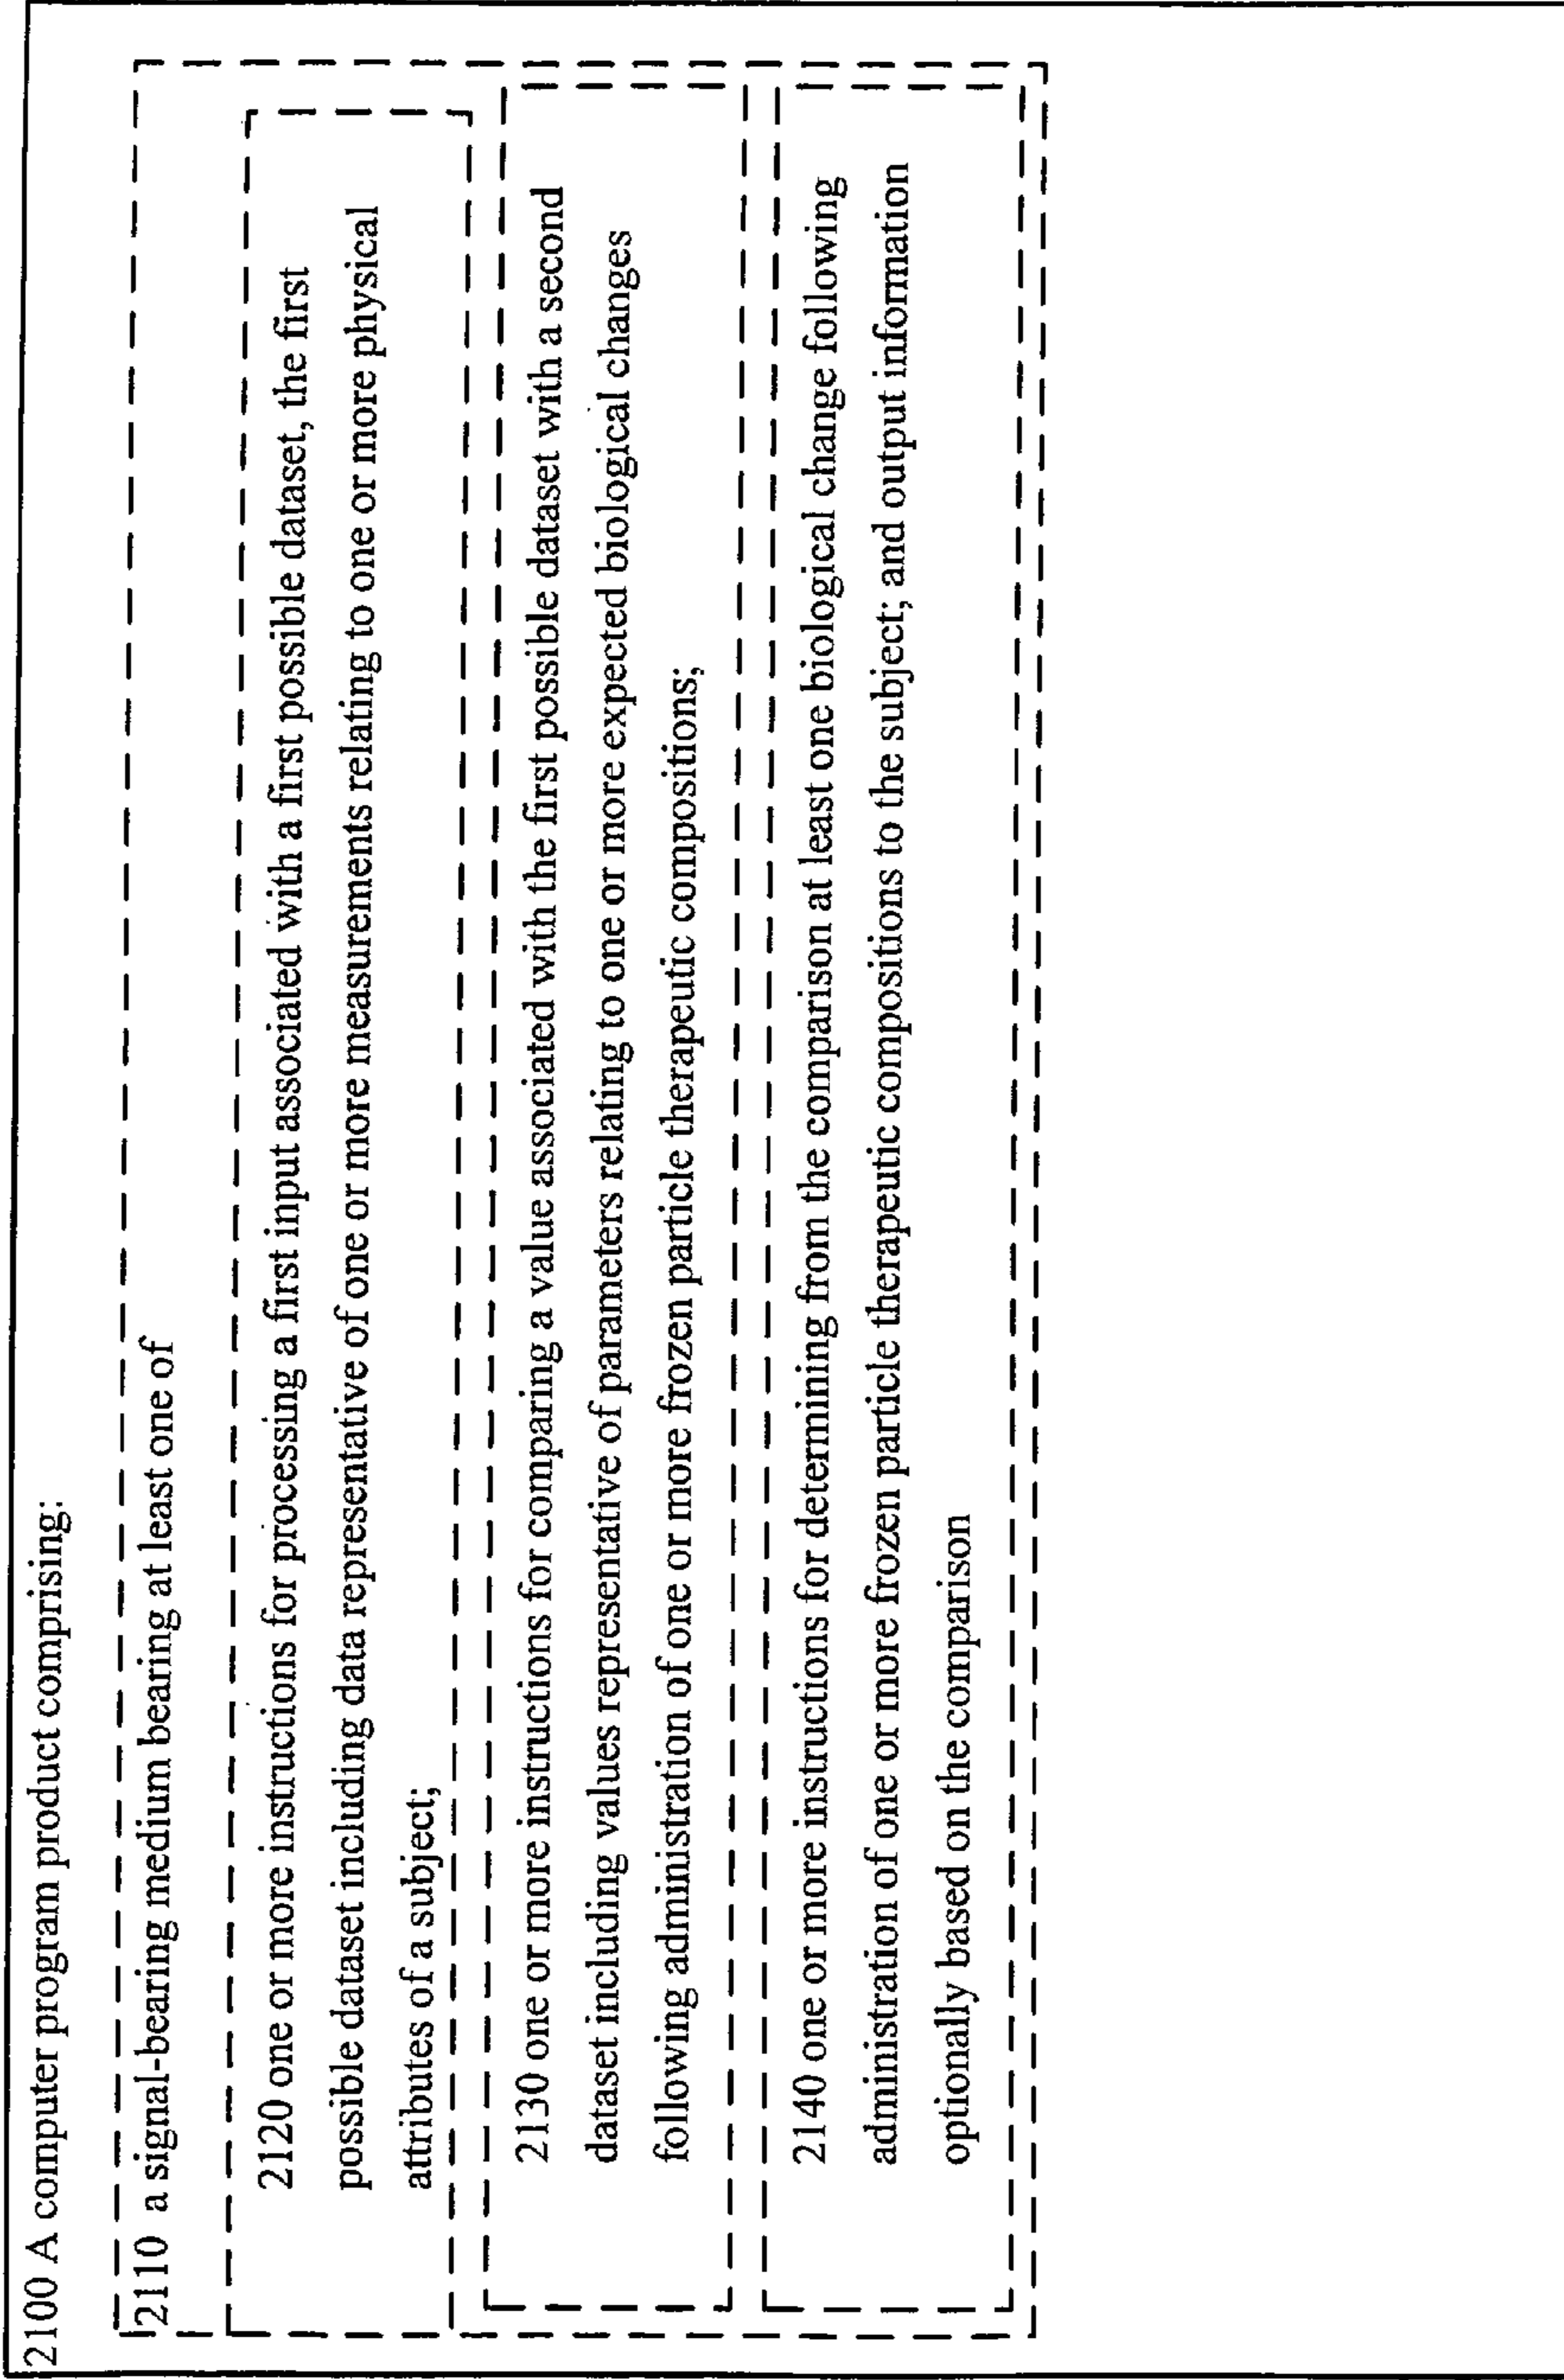 2100 A computer program product comprising:
2110 a signal-bearing medium bearing at least one of
2120 one or more instructions for processing a first input associated with a first possible dataset, the first
possible dataset including data representative of one or more measurements relating to one or more physical
attributes of a subject;
2130 one or more instructions for comparing a value associated with the first possible dataset with a second
dataset including values representative of parameters relating to one or more expected biological changes
following administration of one or more frozen particle therapeutic compositions;
2140 one or more instructions for determining from the comparison at least one biological change following
administration of one or more frozen particle therapeutic compositions to the subject; and output information
optionally based on the comparison